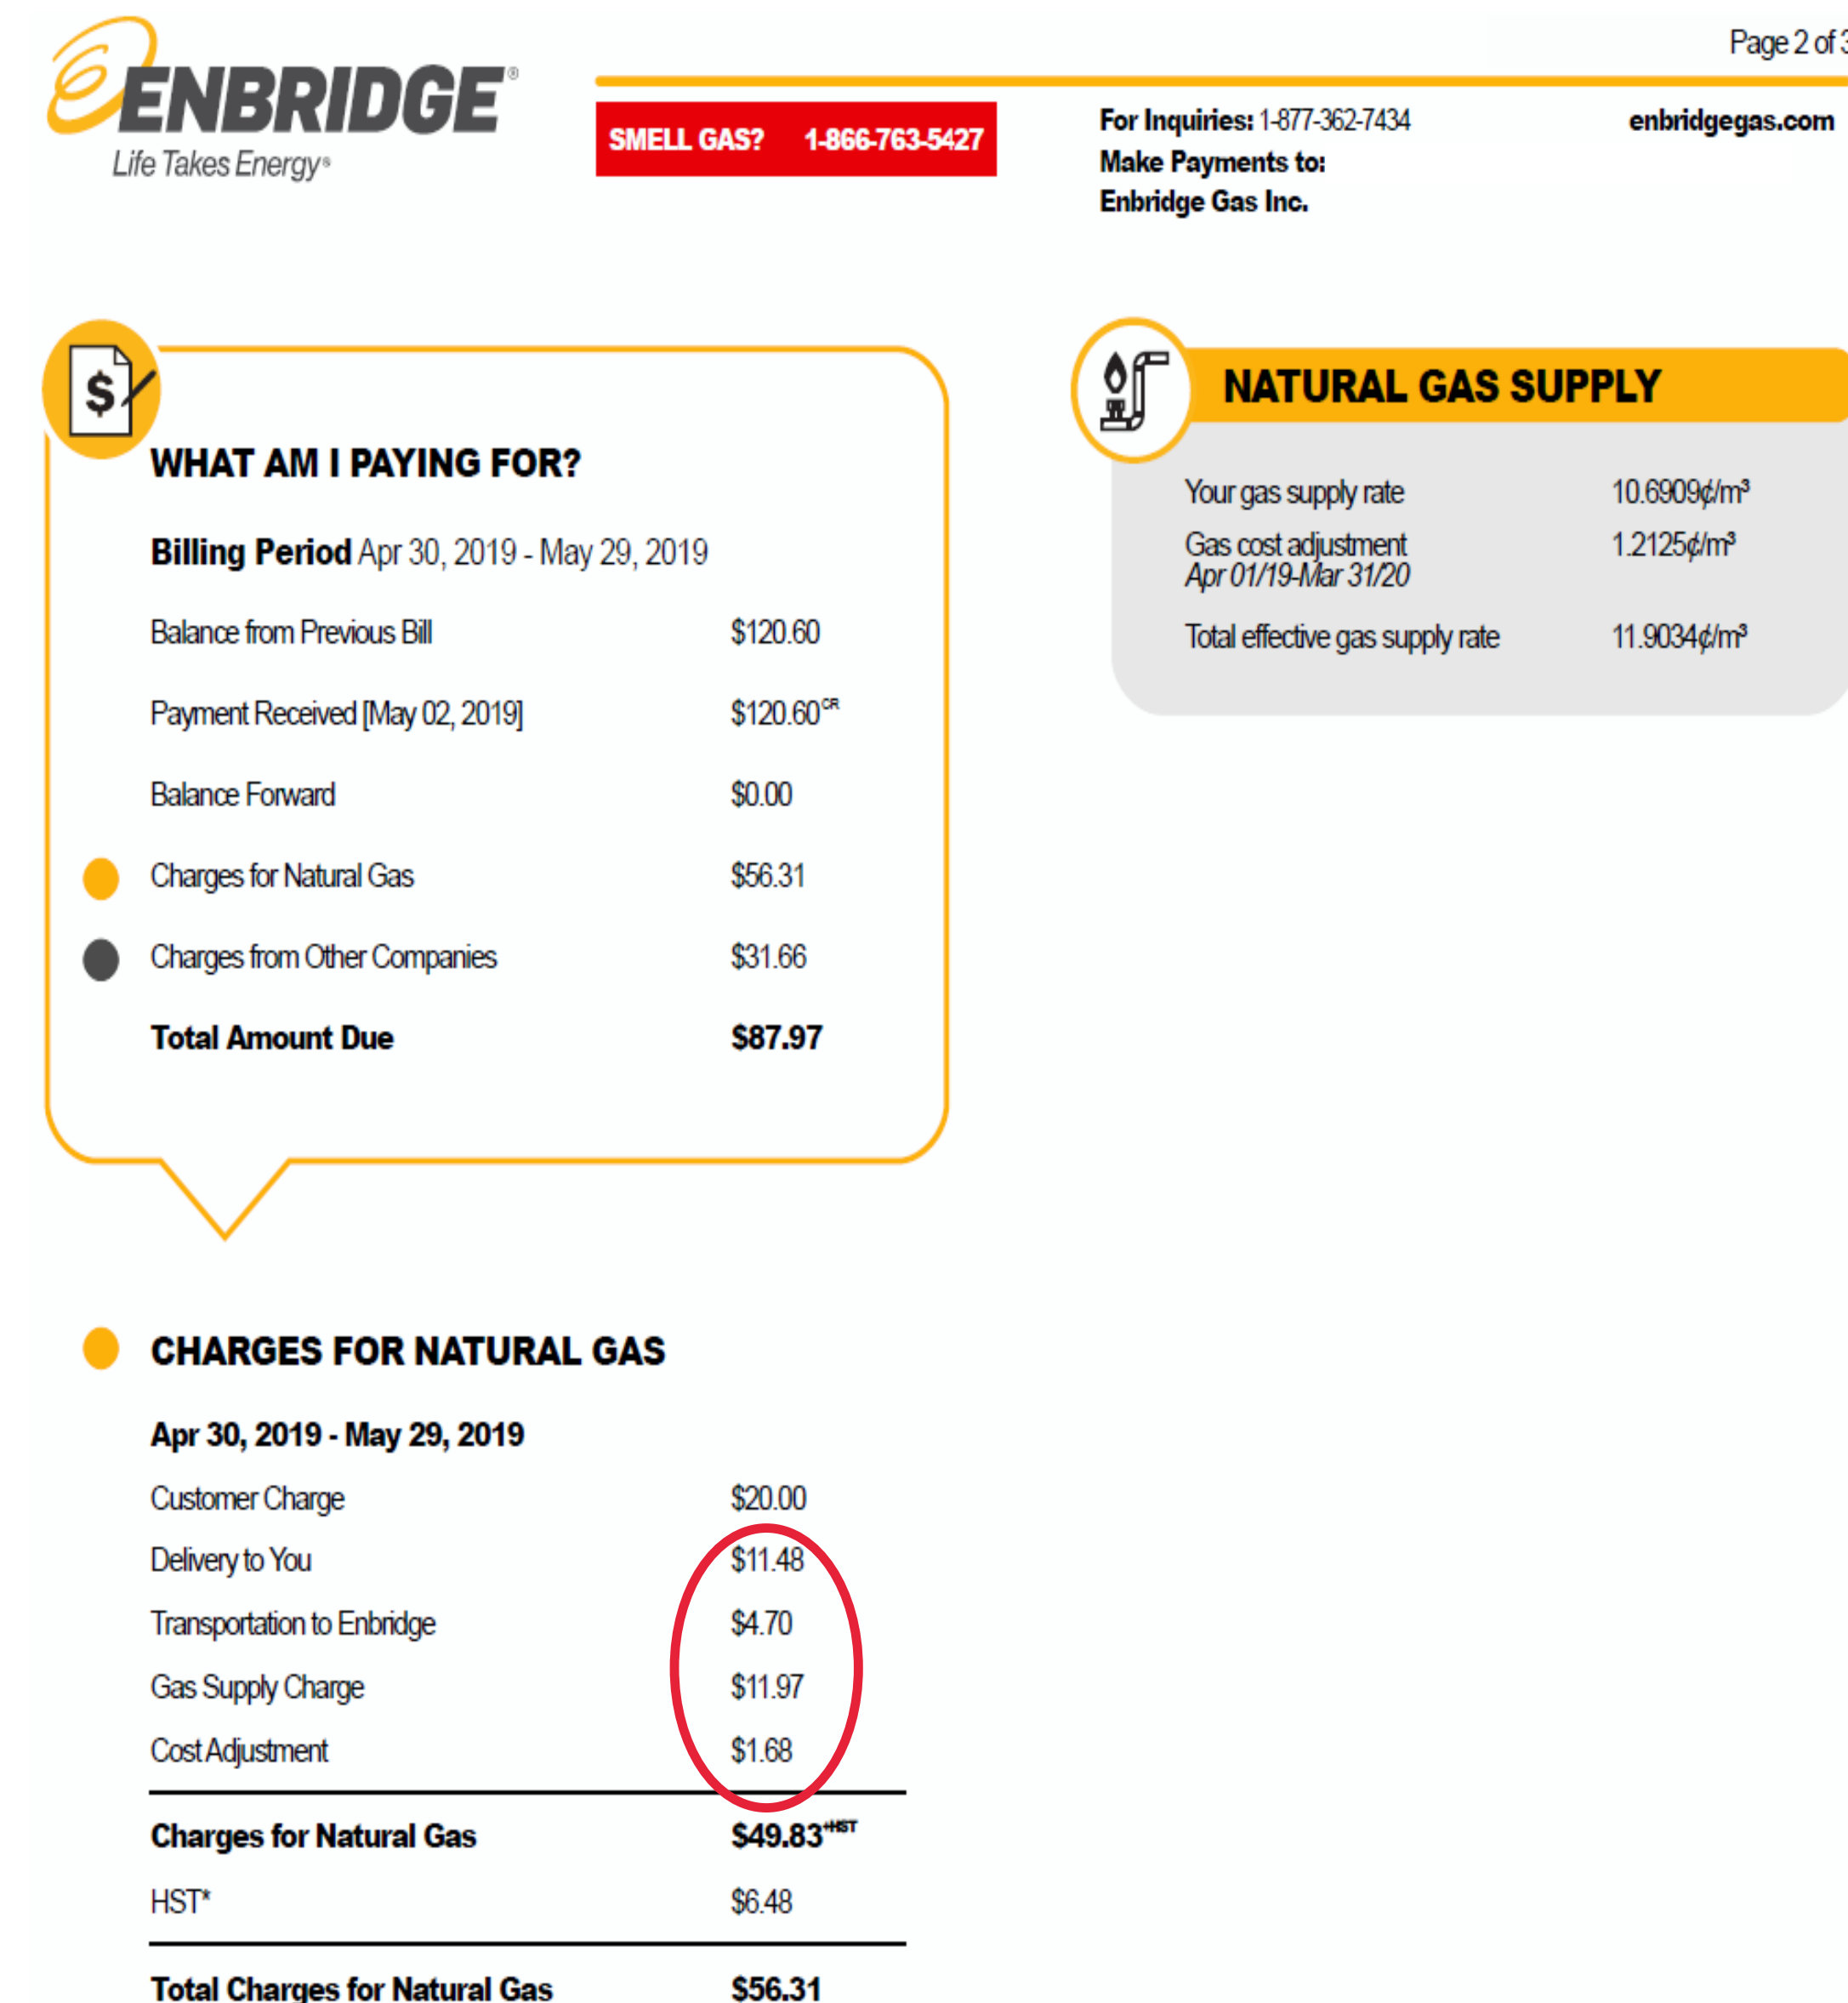 Page 2 of 3
ENBRIDGE®
Life Takes Energy®
SMELL GAS? 1-866-763-5427
For Inquiries: 1-877-362-7434
enbridgegas.com
Make Payments to:
Enbridge Gas Inc.
$
WHAT AM I PAYING FOR?
Billing Period Apr 30, 2019 - May 29, 2019
Balance from Previous Bill $120.60
Payment Received [May 02, 2019] $120.60CR
Balance Forward $0.00
Charges for Natural Gas $56.31
Charges from Other Companies $31.66
Total Amount Due $87.97
NATURAL GAS SUPPLY
Your gas supply rate 10.6909¢/m³
Gas cost adjustment 1.2125¢/m³
Apr 01/19-Mar 31/20
Total effective gas supply rate 11.9034¢/m³
CHARGES FOR NATURAL GAS
Apr 30, 2019 - May 29, 2019
Customer Charge $20.00
Delivery to You $11.48
Transportation to Enbridge $4.70
Gas Supply Charge $11.97
Cost Adjustment $1.68
Charges for Natural Gas $49.83+HST
HST* $6.48
Total Charges for Natural Gas $56.31